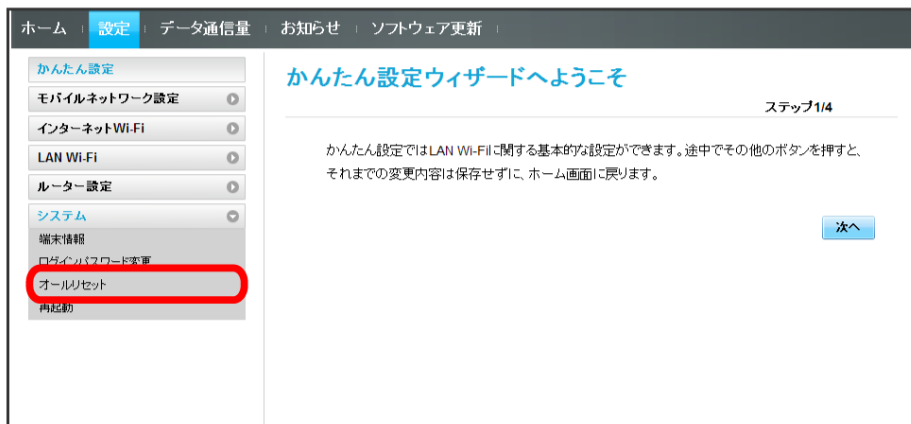 ホーム 設定 データ通信量 お知らせ ソフトウェア更新
かんたん設定
モバイルネットワーク設定
インターネットWi-Fi
LAN Wi-Fi
ルーター設定
システム
端末情報
ログインパスワード変更
オールリセット
再起動
かんたん設定ウィザードへようこそ
ステップ1/4
かんたん設定ではLAN Wi-Fiに関する基本的な設定ができます。途中でその他のボタンを押すと、
それまでの変更内容は保存せずに、ホーム画面に戻ります。
次へ